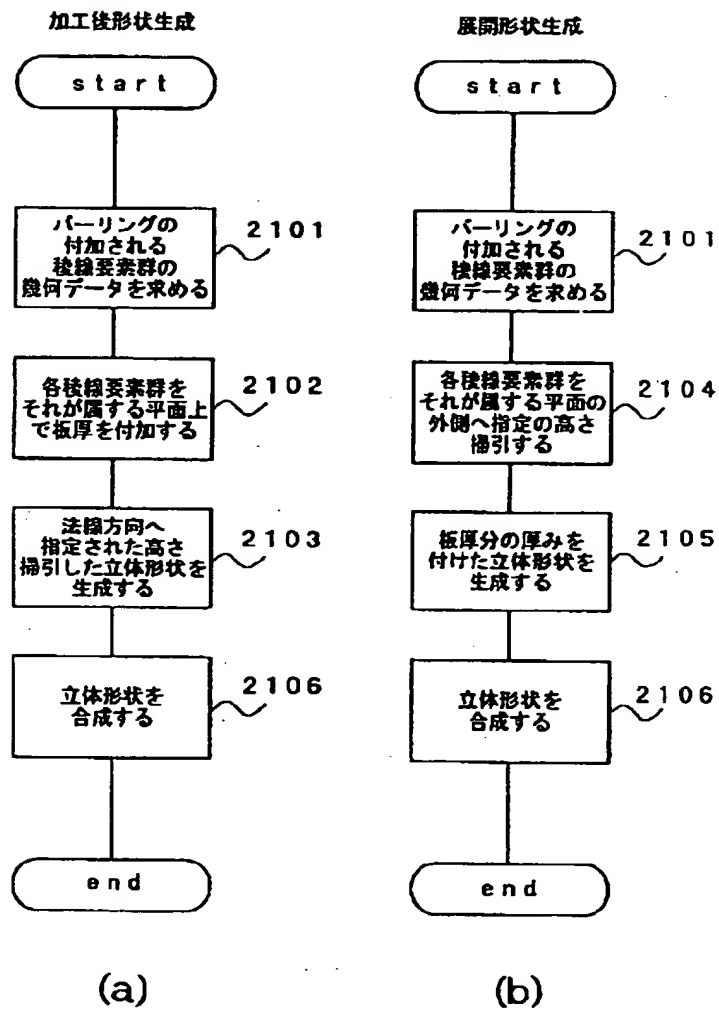 加工後形状生成
start
バーリングの
付加される
稜線要素群の
幾何データを求める
2101
各稜線要素群を
それが属する平面上
で板厚を付加する
2102
法線方向へ
指定された高さ
掃引した立体形状を
生成する
2103
立体形状を
合成する
2106
end
(a)
展開形状生成
start
バーリングの
付加される
稜線要素群の
幾何データを求める
2101
各稜線要素群を
それが属する平面の
外側へ指定の高さ
掃引する
2104
板厚分の厚みを
付けた立体形状を
生成する
2105
立体形状を
合成する
2106
end
(b)